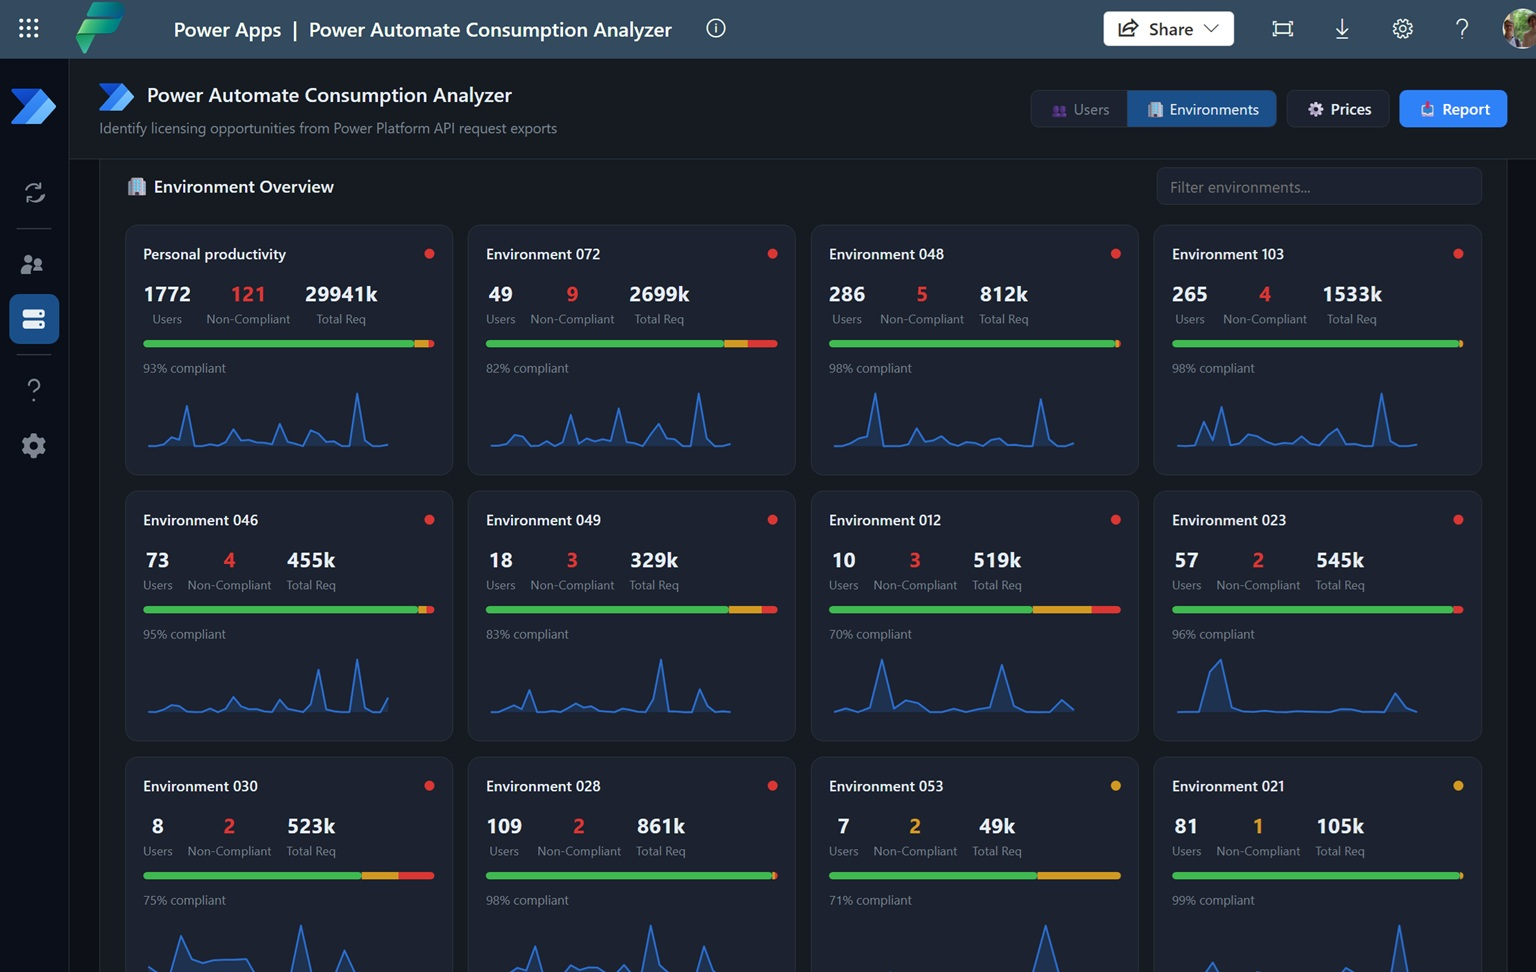 Power Apps | Power Automate Consumption Analyzer
Share
Power Automate Consumption Analyzer
Identify licensing opportunities from Power Platform API request exports
Users
Environments
Prices
Report
Environment Overview
Filter environments...
Personal productivity
1772 121 29941k
Users Non-Compliant Total Req
93% compliant
Environment 072
49 9 2699k
Users Non-Compliant Total Req
82% compliant
Environment 048
286 5 812k
Users Non-Compliant Total Req
98% compliant
Environment 103
265 4 1533k
Users Non-Compliant Total Req
98% compliant
Environment 046
73 4 455k
Users Non-Compliant Total Req
95% compliant
Environment 049
18 3 329k
Users Non-Compliant Total Req
83% compliant
Environment 012
10 3 519k
Users Non-Compliant Total Req
70% compliant
Environment 023
57 2 545k
Users Non-Compliant Total Req
96% compliant
Environment 030
8 2 523k
Users Non-Compliant Total Req
75% compliant
Environment 028
109 2 861k
Users Non-Compliant Total Req
98% compliant
Environment 053
7 2 49k
Users Non-Compliant Total Req
71% compliant
Environment 021
81 1 105k
Users Non-Compliant Total Req
99% compliant